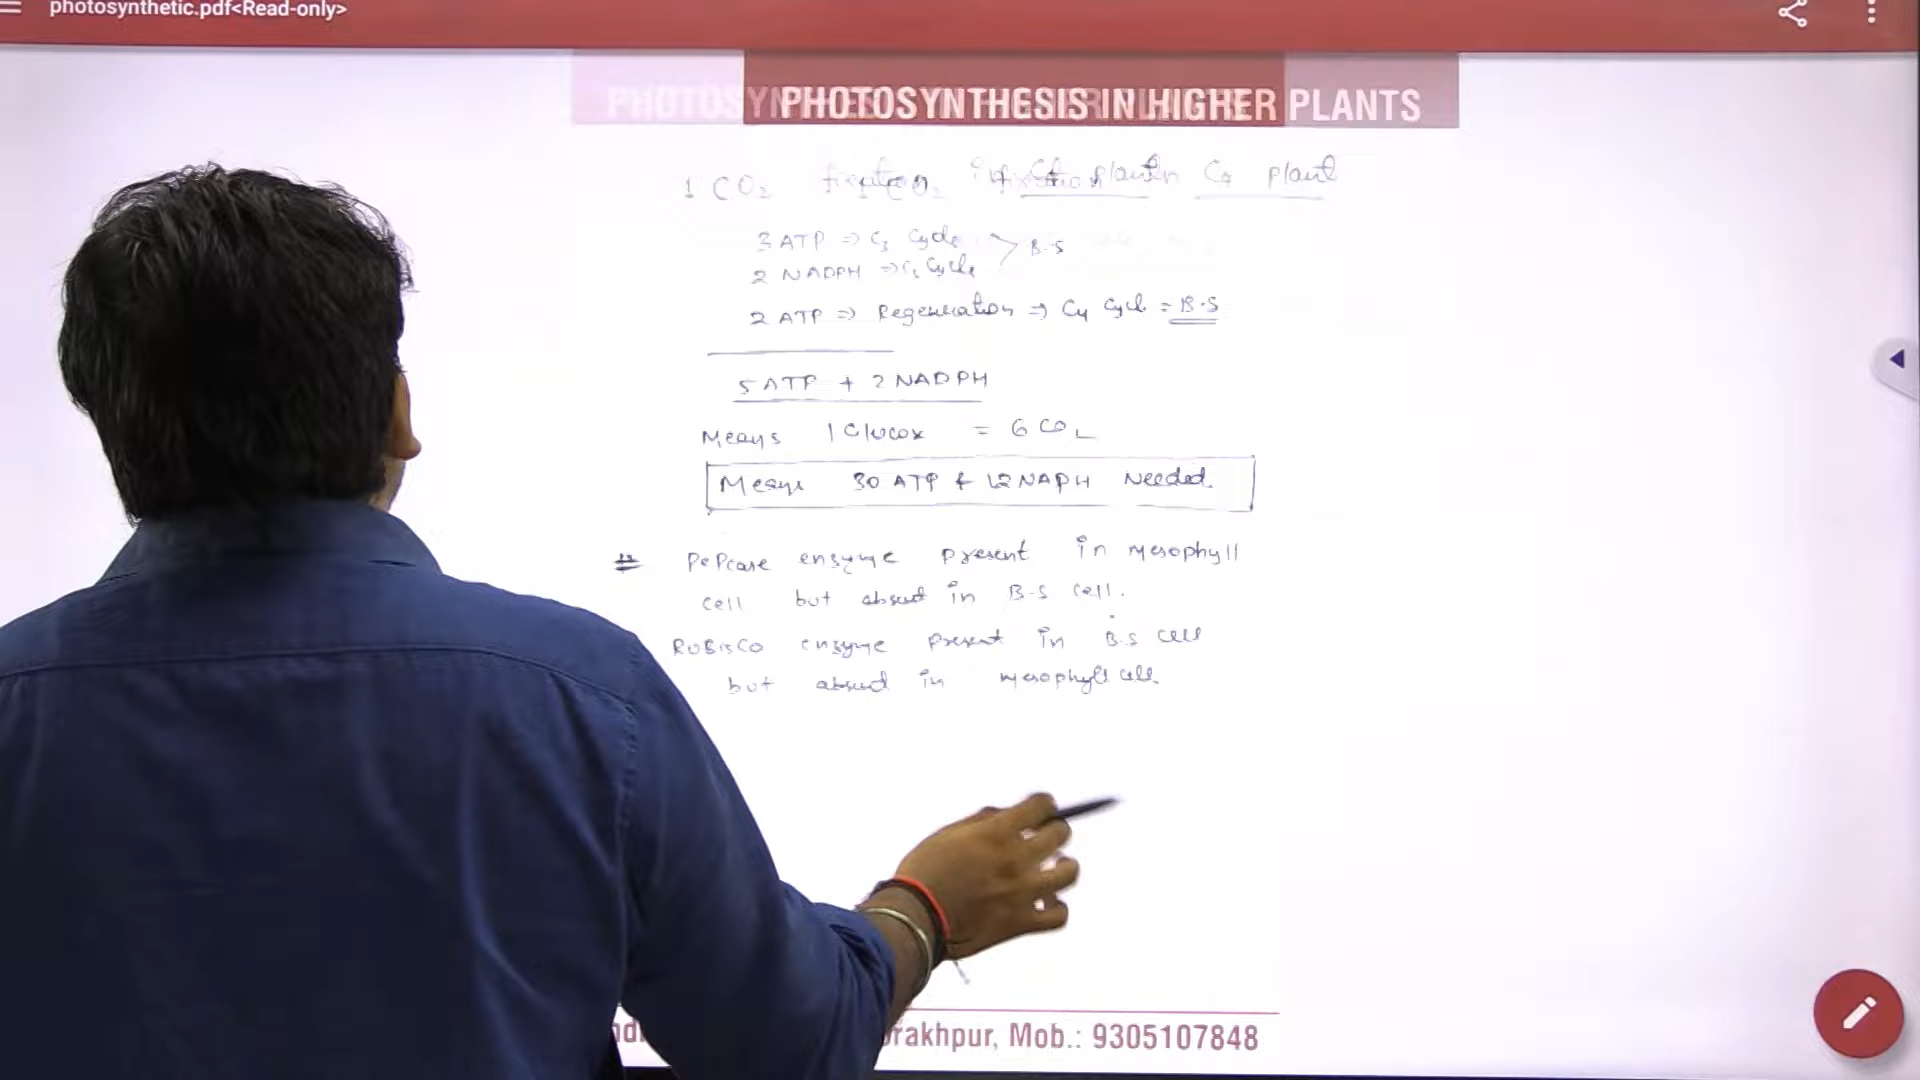 photosynthetic.pdf<Read-only>
PHOTOSYNTHESIS IN HIGHER PLANTS
1 CO2 fixation in C4 plant
3 ATP => C3 Cycle > B.S
2 NADPH => C3 Cycle
2 ATP => Regeneration => C4 Cycle = B.S
5 ATP + 2 NADPH
Means 1 Glucose = 6 CO2
Means 30 ATP & 12 NAPH Needed.
# PePcase enzyme present in mesophyll
cell but absent in B-S cell.
RUBISCO enzyme present in B.S cell
but absent in mesophyll cell.
rakhpur, Mob.: 9305107848